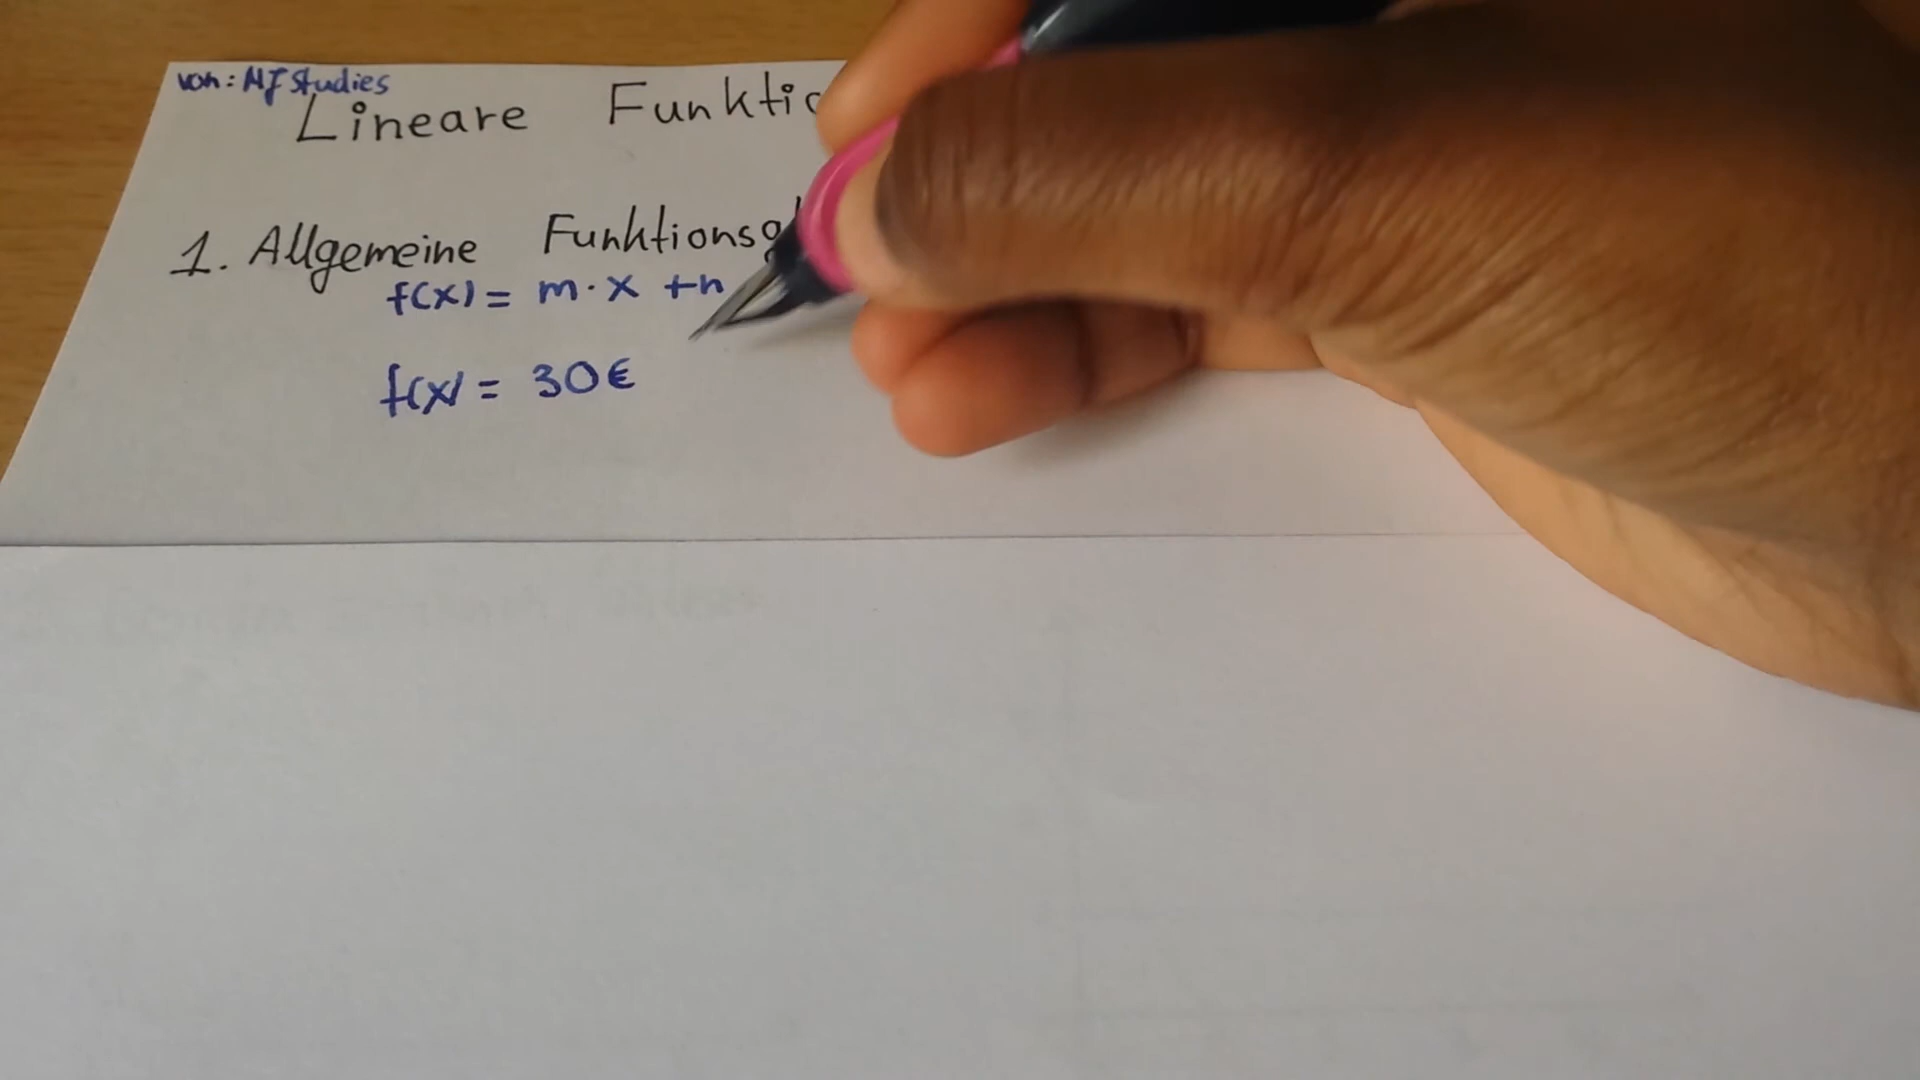 von: MJ Studies
Lineare
1. Allgemeine
f(x) = m · x + n
f(x) = 30€